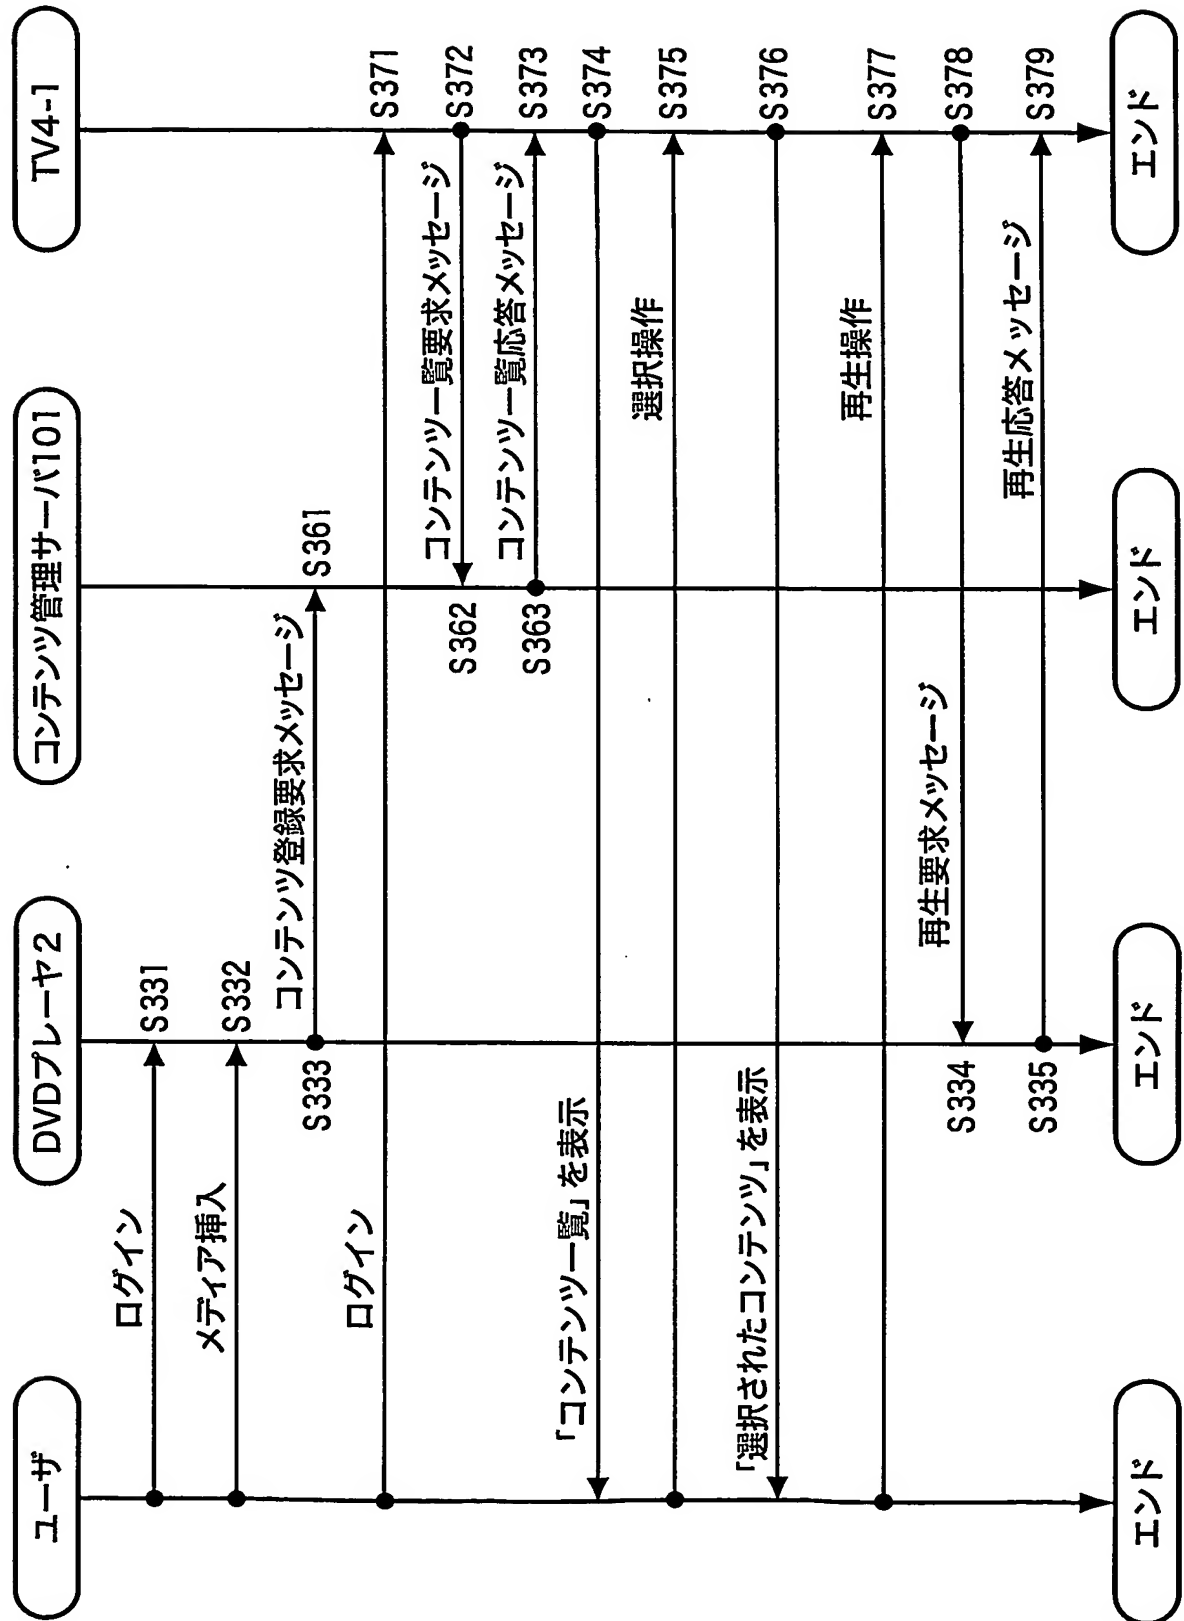 ユーザ
DVDプレーヤ2
コンテンツ管理サーバ101
TV4-1
ログイン
S331
メディア挿入
S332
コンテンツ登録要求メッセージ
S333
S361
ログイン
S371
コンテンツ一覧要求メッセージ
S362
S372
コンテンツ一覧応答メッセージ
S363
S373
「コンテンツ一覧」を表示
S374
選択操作
S375
「選択されたコンテンツ」を表示
S376
再生操作
S377
再生要求メッセージ
S334
S378
再生応答メッセージ
S335
S379
エンド
エンド
エンド
エンド